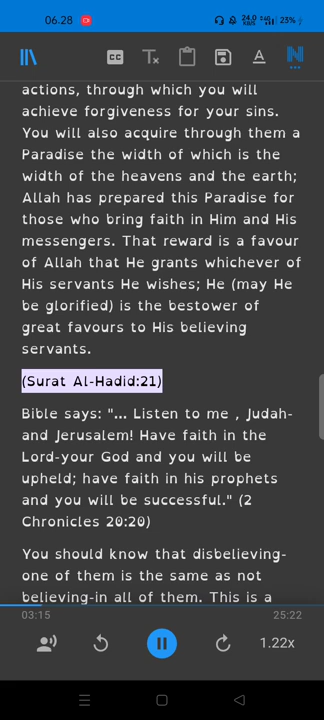 06.28
24.0
KB/S
23%
CC
A
N
actions, through which you will
achieve forgiveness for your sins.
You will also acquire through them a
Paradise the width of which is the
width of the heavens and the earth;
Allah has prepared this Paradise for
those who bring faith in Him and His
messengers. That reward is a favour
of Allah that He grants whichever of
His servants He wishes; He (may He
be glorified) is the bestower of
great favours to His believing
servants.
(Surat Al-Hadid:21)
Bible says: "... Listen to me , Judah-
and Jerusalem! Have faith in the
Lord-your God and you will be
upheld; have faith in his prophets
and you will be successful." (2
Chronicles 20:20)
You should know that disbelieving-
one of them is the same as not
believing-in all of them. This is a
03:15
25:22
1.22x